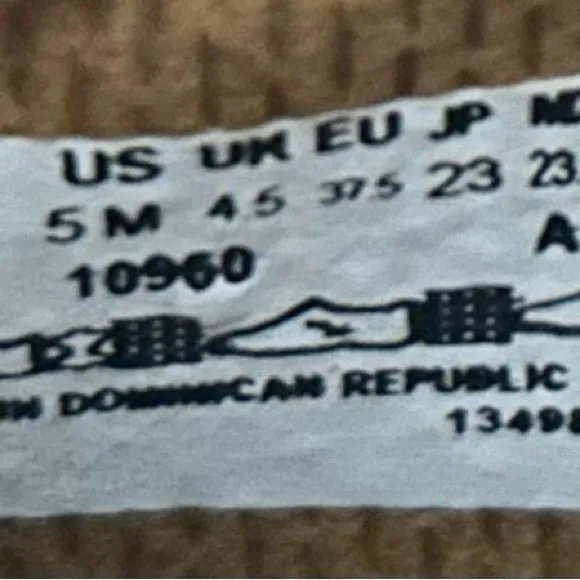 US UK EU JP
5 M 4.5 37.5 23 23
10960 A
DOMINICAN REPUBLIC
13498